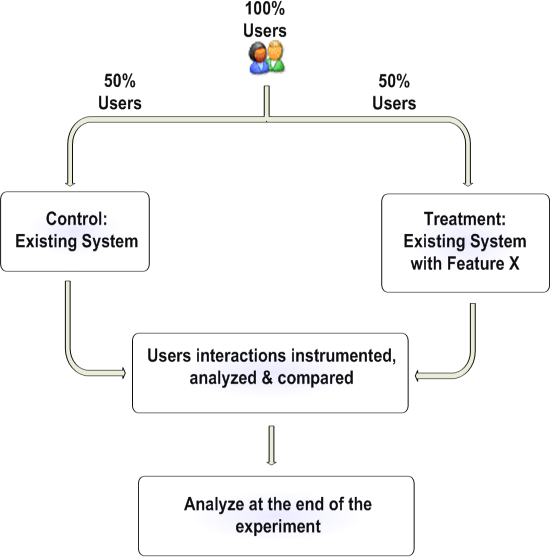 100%
Users
50%
Users
50%
Users
Control:
Existing System
Treatment:
Existing System
with Feature X
Users interactions instrumented,
analyzed & compared
Analyze at the end of the
experiment